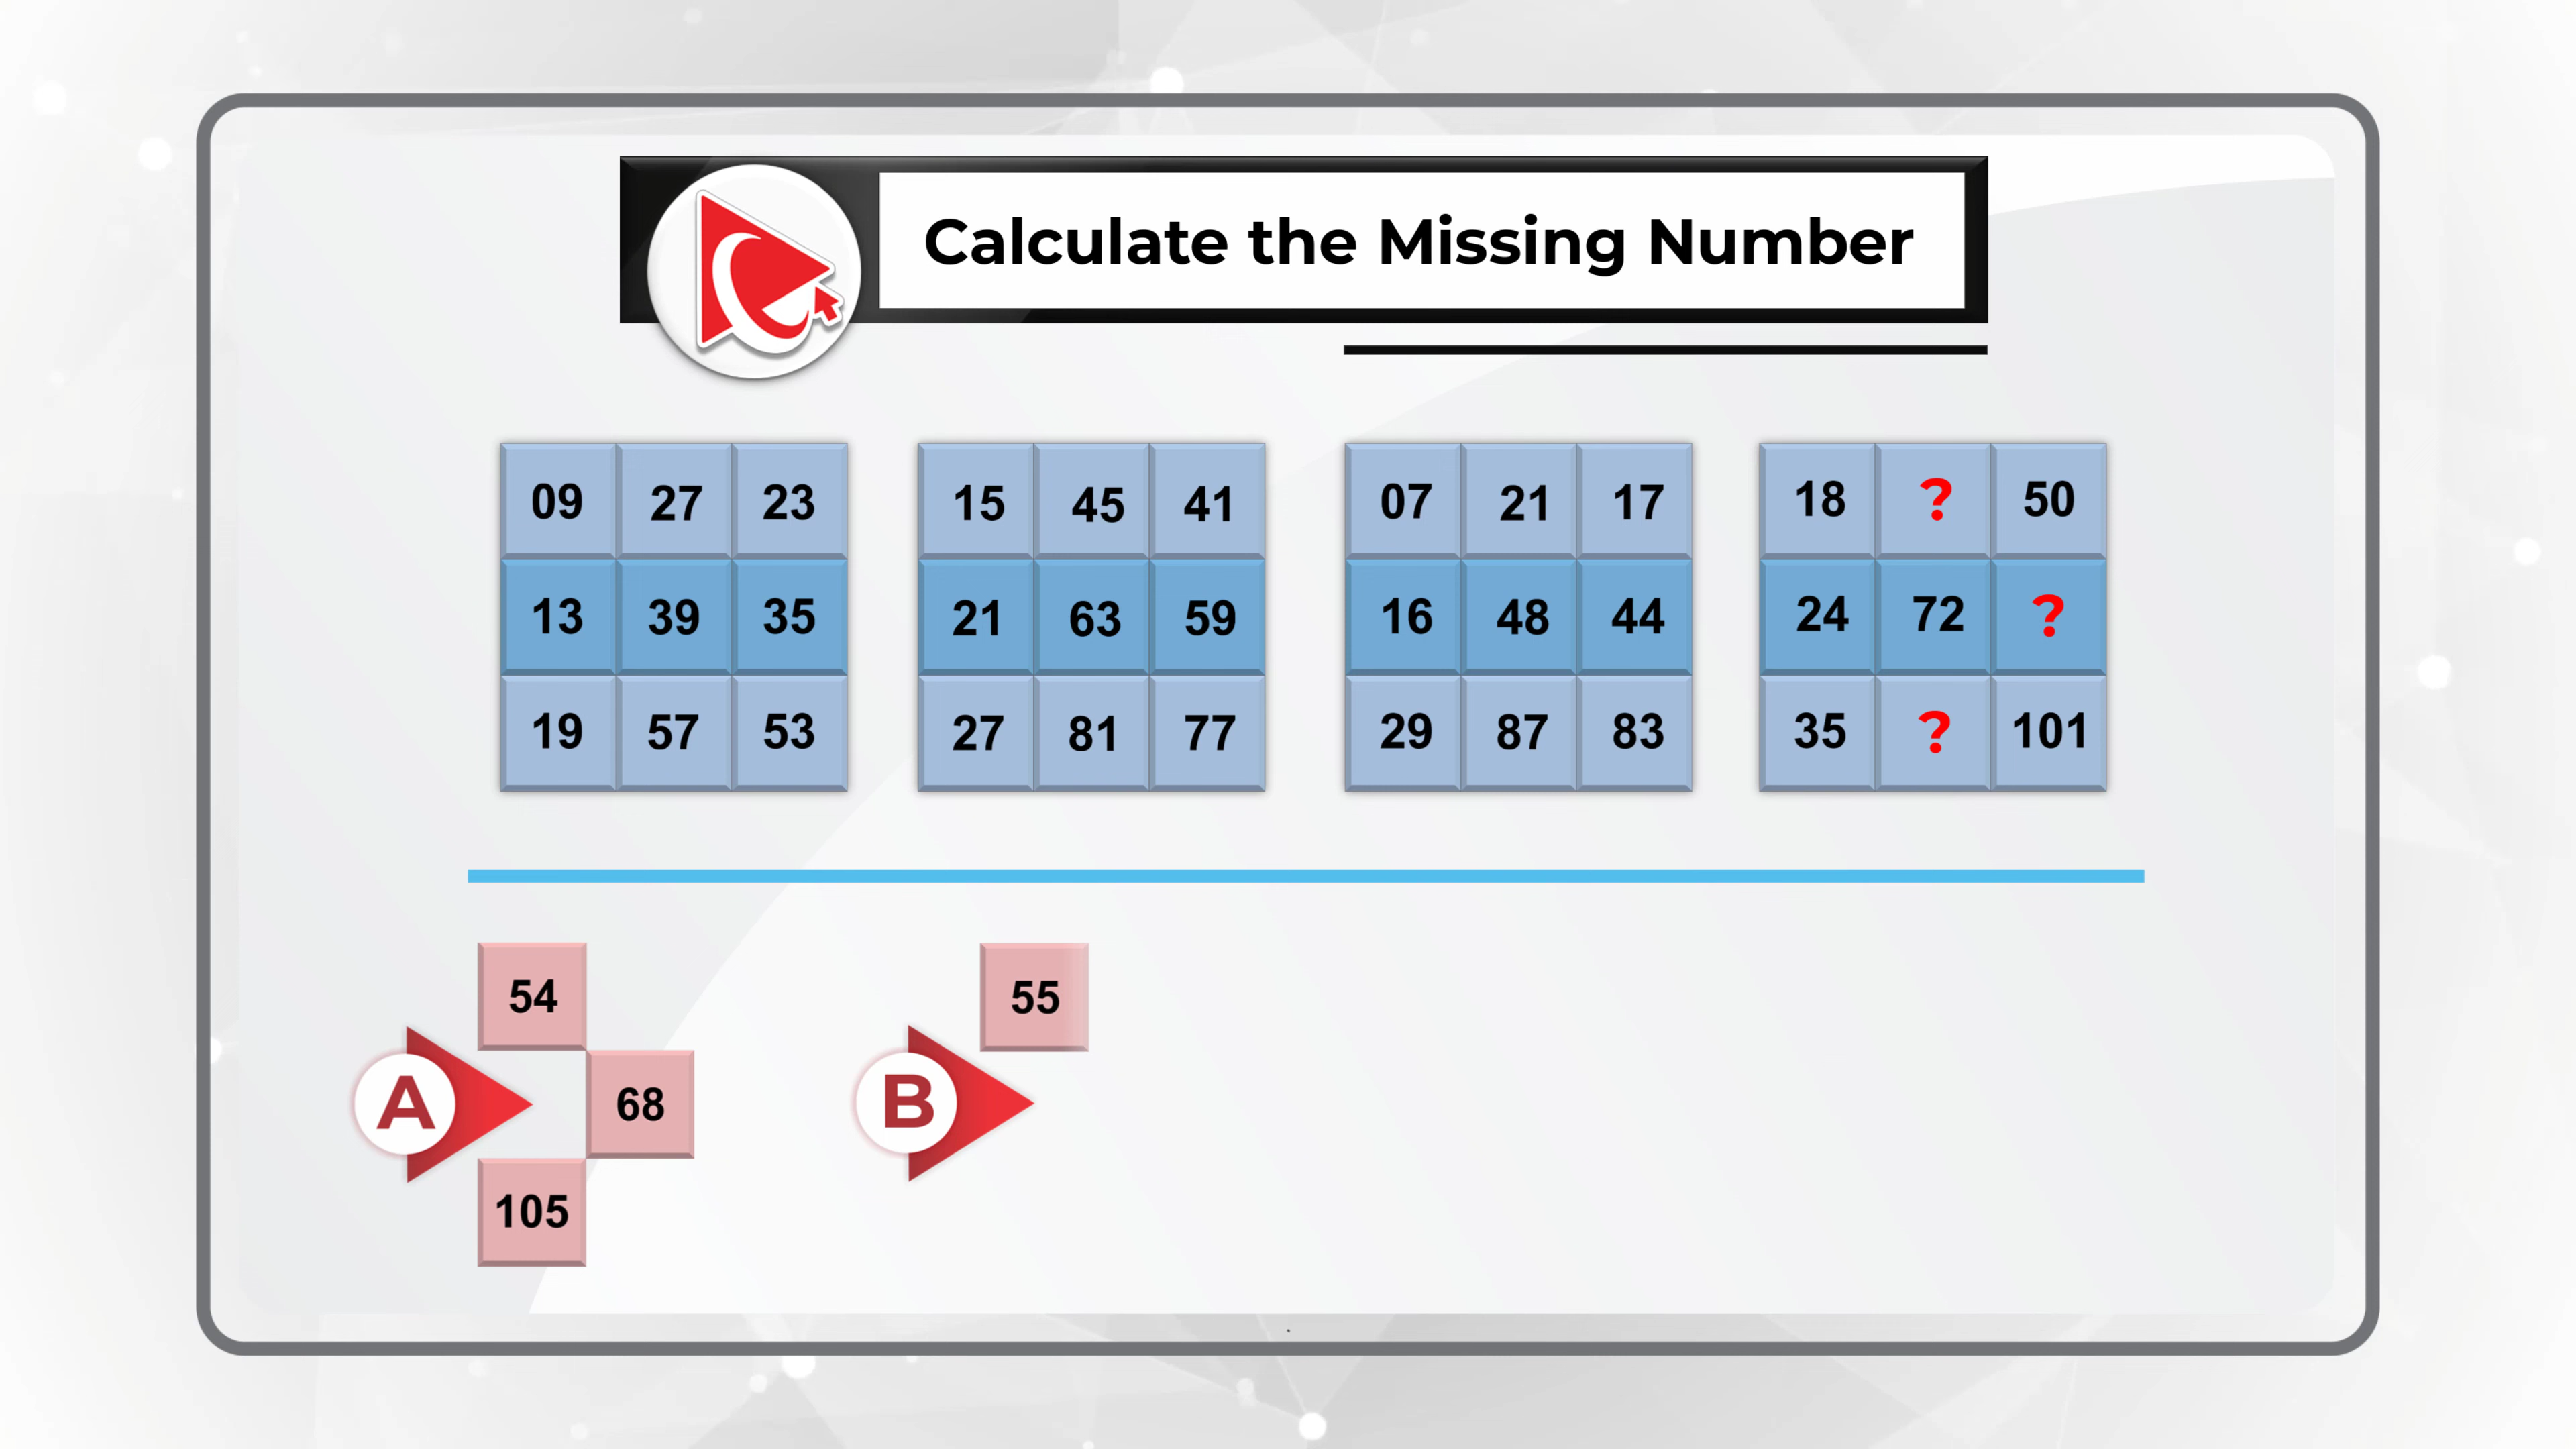 Calculate the Missing Number
09 27 23 15 45 41 07 21 17 18 ? 50
13 39 35 21 63 59 16 48 44 24 72 ?
19 57 53 27 81 77 29 87 83 35 ? 101
54 55
A 68 B
105